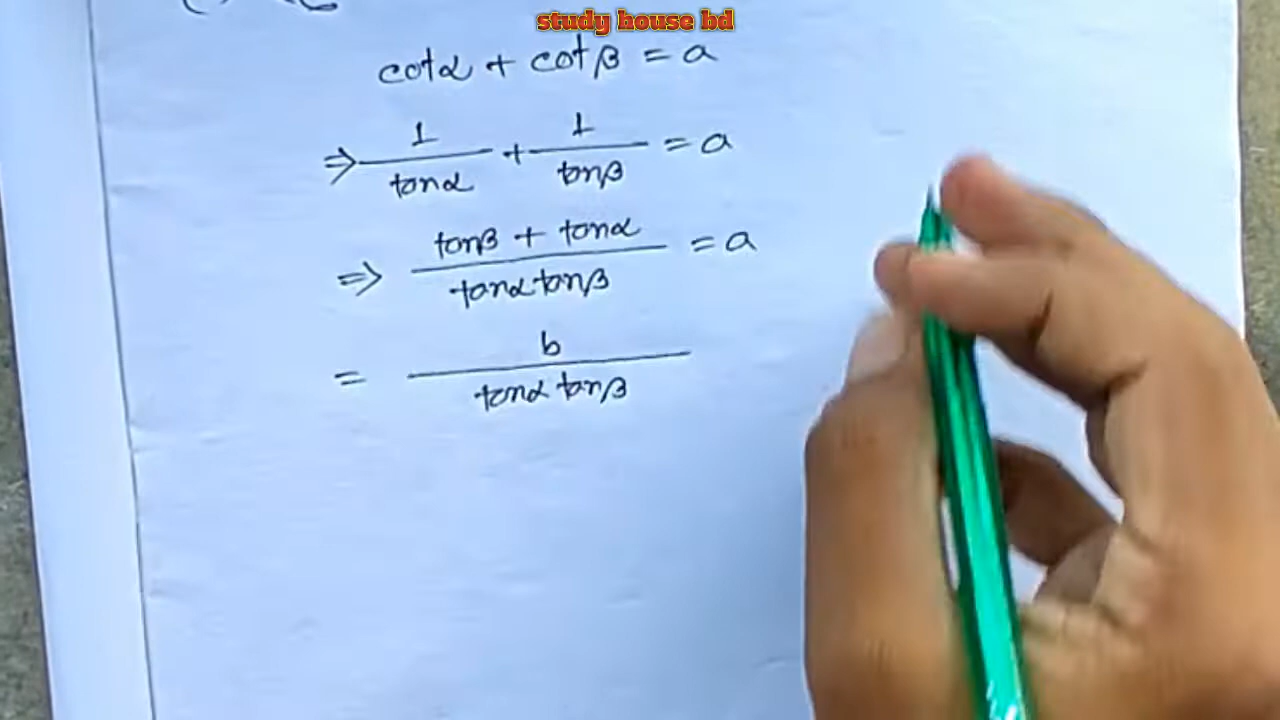 study house bd
cotα + cotβ = a
⇒ 1/tanα + 1/tanβ = a
⇒ (tanβ + tanα)/(tanα tanβ) = a
= b/(tanα tanβ)